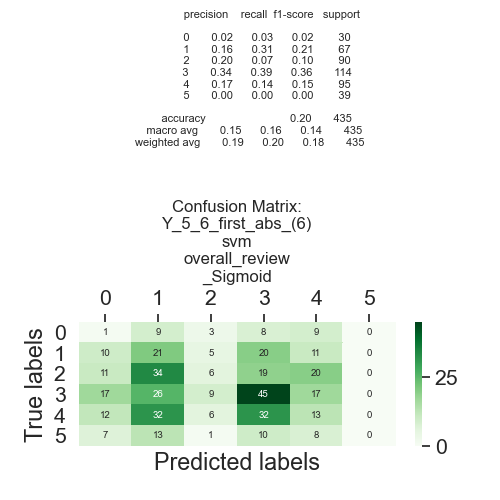 precision recall f1-score support
0 0.02 0.03 0.02 30
1 0.16 0.31 0.21 67
2 0.20 0.07 0.10 90
3 0.34 0.39 0.36 114
4 0.17 0.14 0.15 95
5 0.00 0.00 0.00 39
accuracy 0.20 435
macro avg 0.15 0.16 0.14 435
weighted avg 0.19 0.20 0.18 435
Confusion Matrix:
Y_5_6_first_abs_(6)
svm
overall_review
_Sigmoid
0 1 2 3 4 5
0 1 9 3 8 9 0
1 10 21 5 20 11 0
2 11 34 6 19 20 0
3 17 26 9 45 17 0
4 12 32 6 32 13 0
5 7 13 1 10 8 0
True labels
Predicted labels
25
0